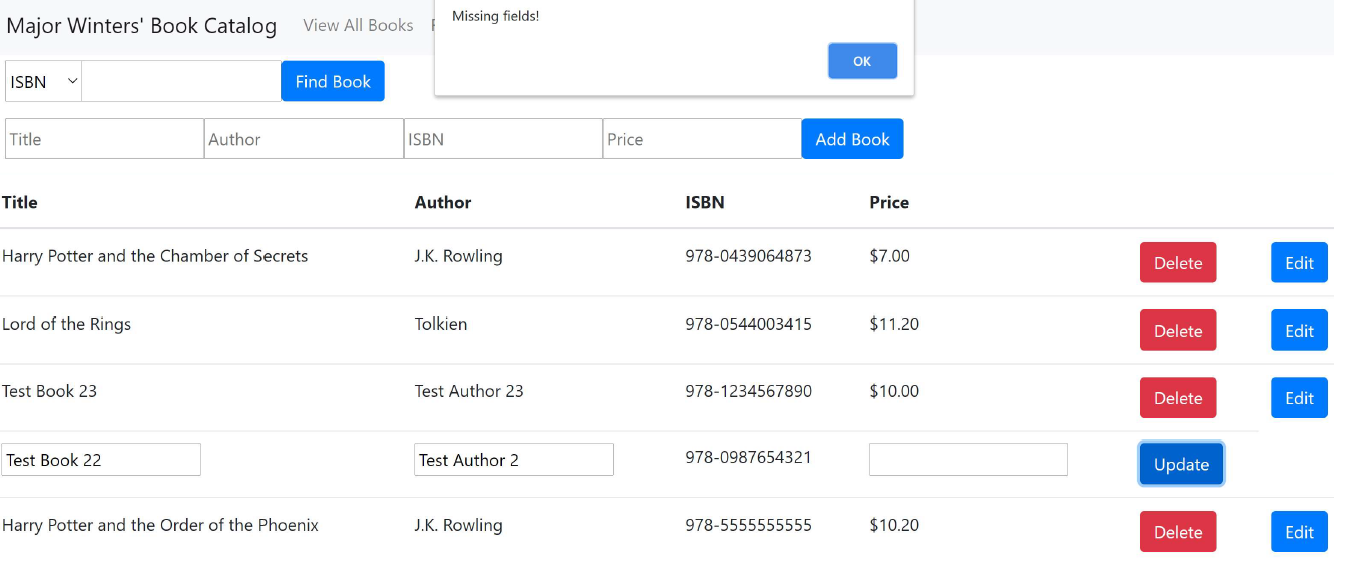 Missing fields!
OK
Major Winters' Book Catalog View All Books
ISBN Find Book
Title Author ISBN Price Add Book
Title Author ISBN Price
Harry Potter and the Chamber of Secrets J.K. Rowling 978-0439064873 $7.00 Delete Edit
Lord of the Rings Tolkien 978-0544003415 $11.20 Delete Edit
Test Book 23 Test Author 23 978-1234567890 $10.00 Delete Edit
Test Book 22 Test Author 2 978-0987654321 Update
Harry Potter and the Order of the Phoenix J.K. Rowling 978-5555555555 $10.20 Delete Edit